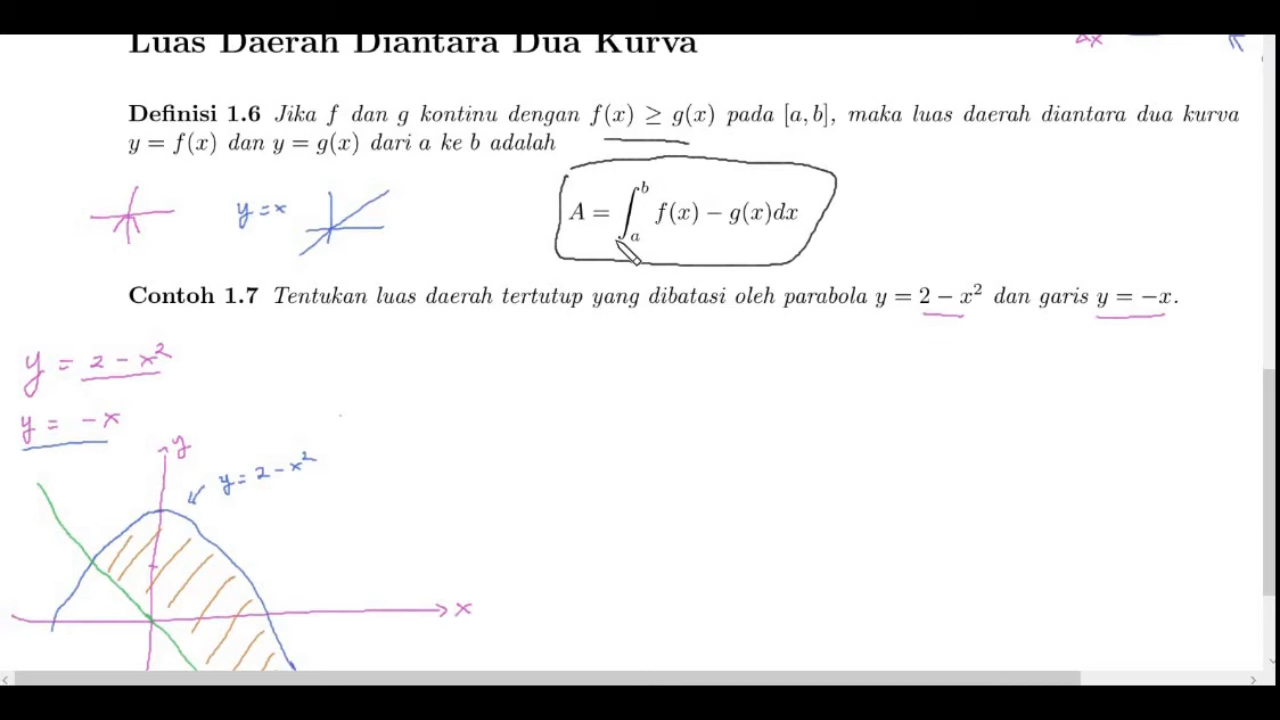 Luas Daerah Diantara Dua Kurva
Δx
Definisi 1.6 Jika f dan g kontinu dengan f(x) ≥ g(x) pada [a, b], maka luas daerah diantara dua kurva
y = f(x) dan y = g(x) dari a ke b adalah
y = x
A = ∫_a^b f(x) − g(x)dx
Contoh 1.7 Tentukan luas daerah tertutup yang dibatasi oleh parabola y = 2 − x² dan garis y = −x.
y = 2 − x²
y = −x
y
y = 2 − x²
x